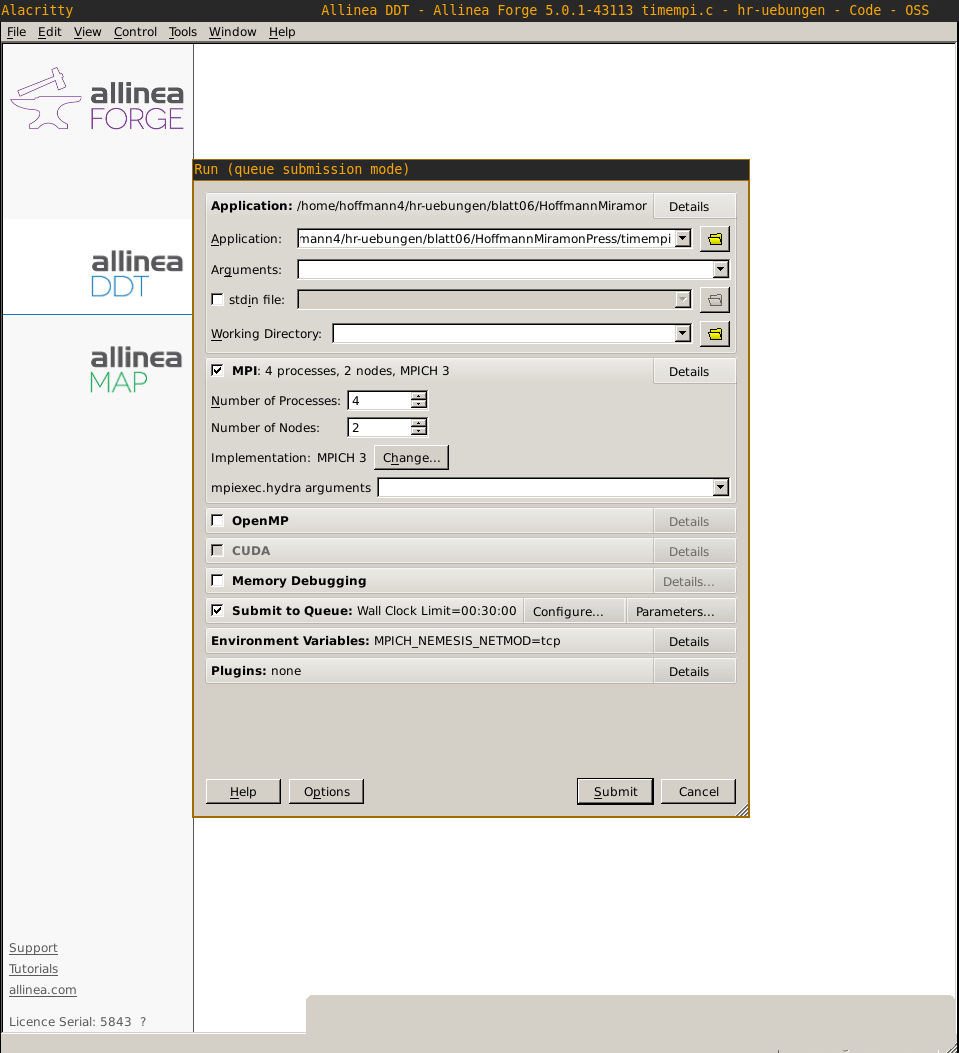 Alacritty Allinea DDT - Allinea Forge 5.0.1-43113 timempi.c - hr-uebungen - Code - OSS
File Edit View Control Tools Window Help
allinea
FORGE
allinea
DDT
allinea
MAP
Run (queue submission mode)
Application: /home/hoffmann4/hr-uebungen/blatt06/HoffmannMiramor Details
Application: mann4/hr-uebungen/blatt06/HoffmannMiramonPress/timempi
Arguments:
stdin file:
Working Directory:
MPI: 4 processes, 2 nodes, MPICH 3 Details
Number of Processes: 4
Number of Nodes: 2
Implementation: MPICH 3 Change...
mpiexec.hydra arguments
OpenMP Details
CUDA Details
Memory Debugging Details...
Submit to Queue: Wall Clock Limit=00:30:00 Configure... Parameters...
Environment Variables: MPICH_NEMESIS_NETMOD=tcp Details
Plugins: none Details
Help Options Submit Cancel
Support
Tutorials
allinea.com
Licence Serial: 5843 ?